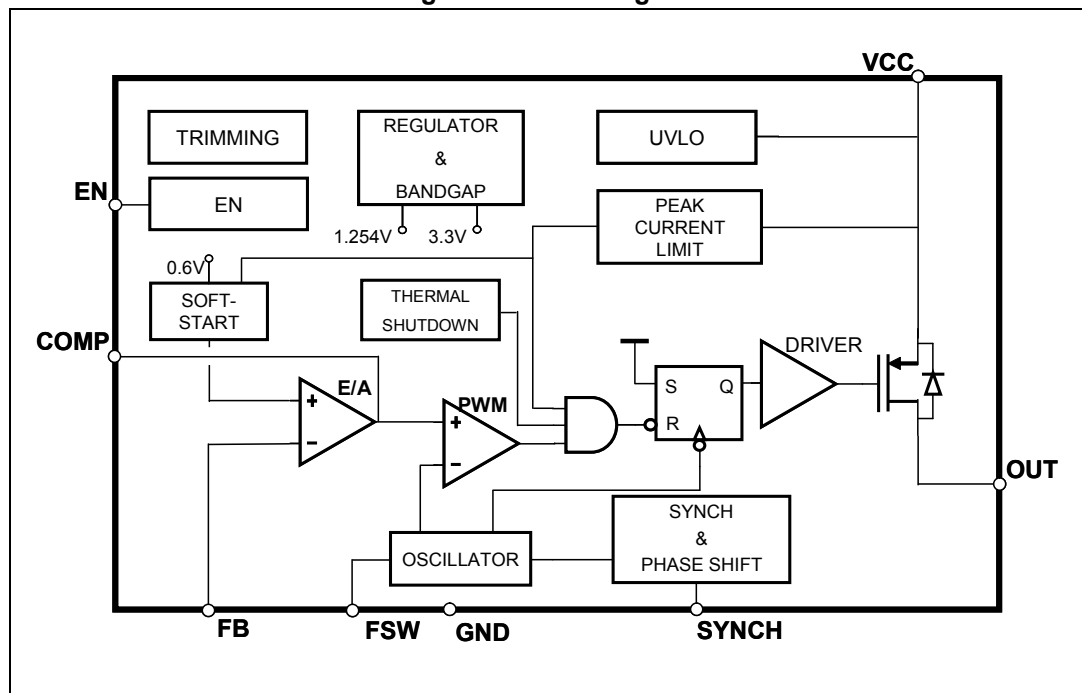 VCC
TRIMMING
REGULATOR
&
BANDGAP
UVLO
EN
EN
PEAK
CURRENT
LIMIT
1.254V
3.3V
0.6V
SOFT-
START
THERMAL
SHUTDOWN
COMP
DRIVER
E/A
+
−
PWM
+
−
S
Q
R
OUT
OSCILLATOR
SYNCH
&
PHASE SHIFT
FB
FSW
GND
SYNCH